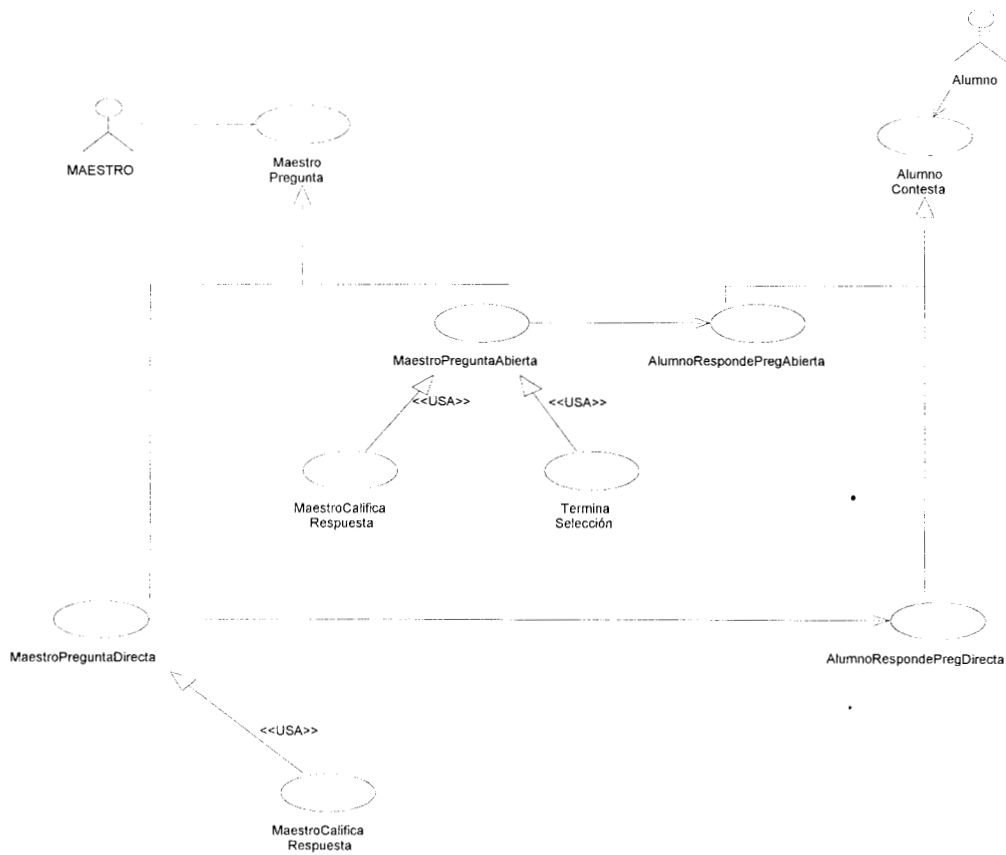 Alumno
MAESTRO
Maestro
Pregunta
Alumno
Contesta
MaestroPreguntaAbierta
AlumnoRespondePregAbierta
<<USA>>
<<USA>>
MaestroCalifica
Respuesta
Termina
Selección
MaestroPreguntaDirecta
AlumnoRespondePregDirecta
<<USA>>
MaestroCalifica
Respuesta